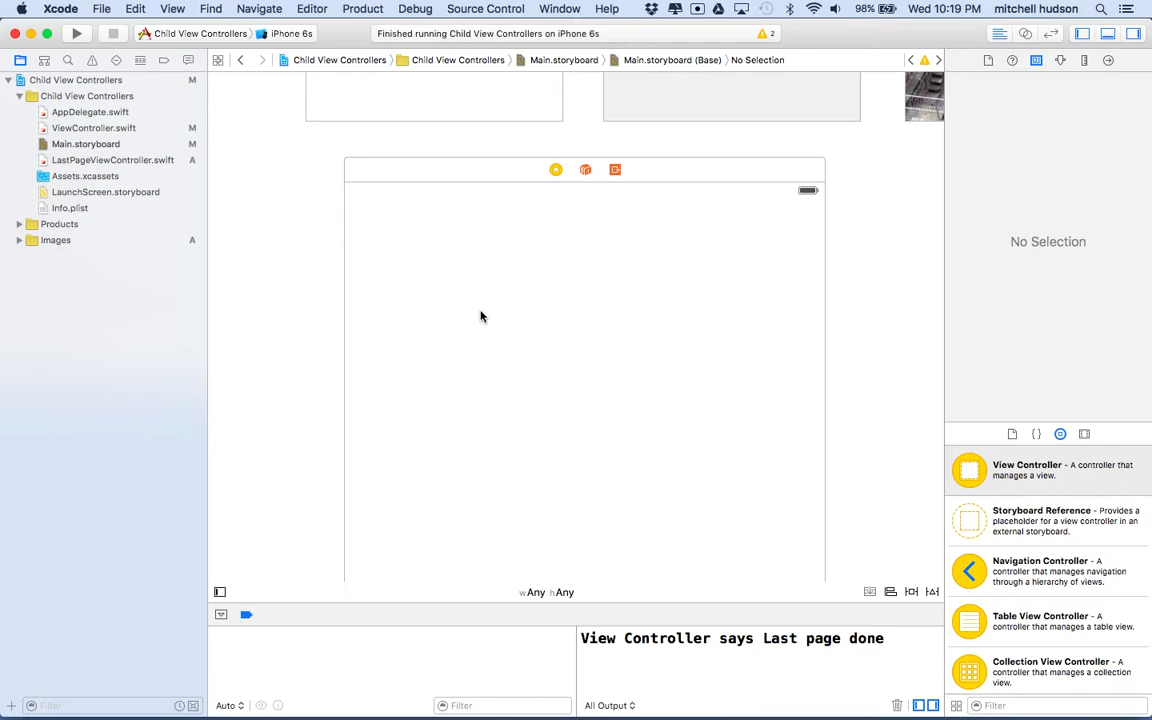 Xcode File Edit View Find Navigate Editor Product Debug Source Control Window Help 98% Wed 10:19 PM mitchell hudson
Child View Controllers iPhone 6s Finished running Child View Controllers on iPhone 6s 2
Child View Controllers Child View Controllers Main.storyboard Main.storyboard (Base) No Selection
Child View Controllers M
Child View Controllers
AppDelegate.swift
ViewController.swift M
Main.storyboard M
LastPageViewController.swift A
Assets.xcassets
LaunchScreen.storyboard
Info.plist
Products
Images A
No Selection
View Controller - A controller that
manages a view.
Storyboard Reference - Provides a
placeholder for a view controller in an
external storyboard.
Navigation Controller - A
controller that manages navigation
through a hierarchy of views.
Table View Controller - A
controller that manages a table view.
Collection View Controller - A
controller that manages a collection
view.
wAny hAny
View Controller says Last page done
Filter Auto Filter All Output Filter